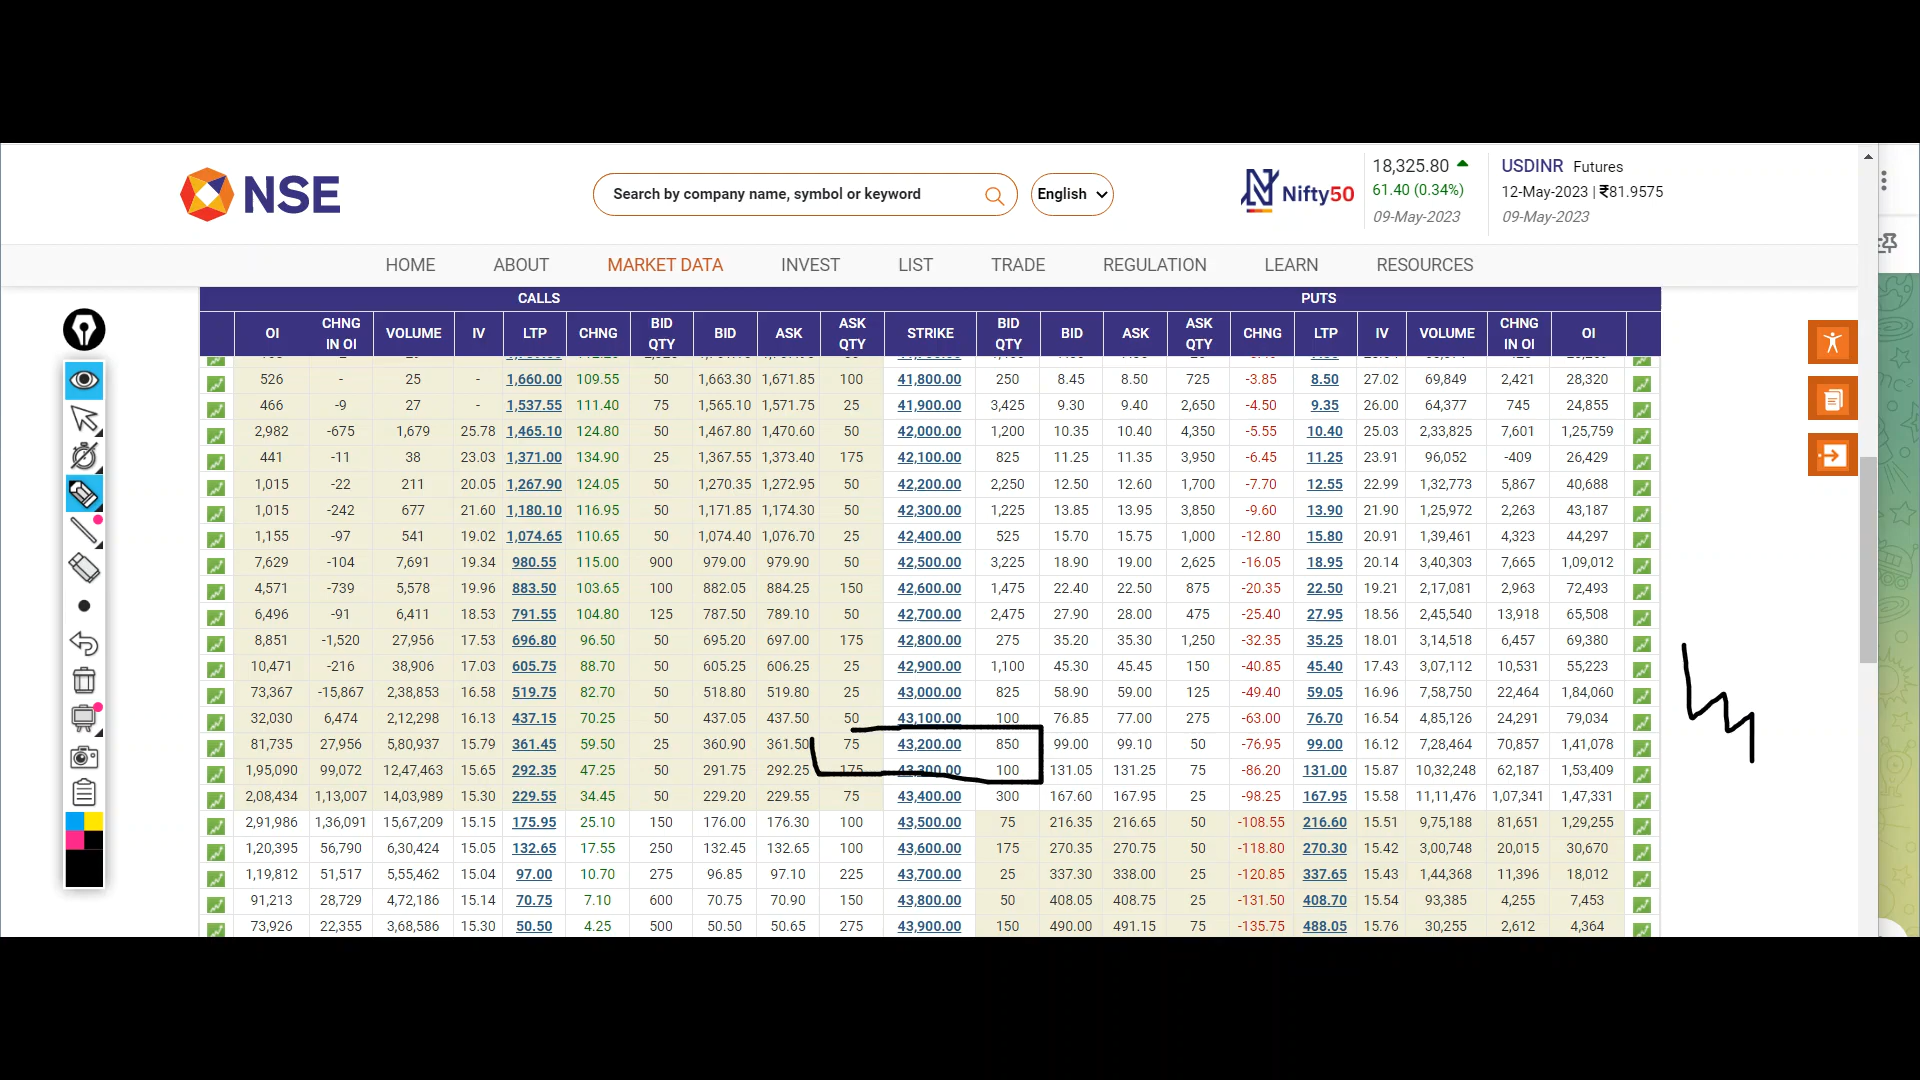 NSE
Search by company name, symbol or keyword
English
Nifty50
18,325.80
61.40 (0.34%)
09-May-2023
USDINR Futures
12-May-2023 | ₹81.9575
09-May-2023
HOME ABOUT MARKET DATA INVEST LIST TRADE REGULATION LEARN RESOURCES
CALLS PUTS
OI CHNG IN OI VOLUME IV LTP CHNG BID QTY BID ASK ASK QTY STRIKE BID QTY BID ASK ASK QTY CHNG LTP IV VOLUME CHNG IN OI OI
526 - 25 - 1,660.00 109.55 50 1,663.30 1,671.85 100 41,800.00 250 8.45 8.50 725 -3.85 8.50 27.02 69,849 2,421 28,320
466 -9 27 - 1,537.55 111.40 75 1,565.10 1,571.75 25 41,900.00 3,425 9.30 9.40 2,650 -4.50 9.35 26.00 64,377 745 24,855
2,982 -675 1,679 25.78 1,465.10 124.80 50 1,467.80 1,470.60 50 42,000.00 1,200 10.35 10.40 4,350 -5.55 10.40 25.03 2,33,825 7,601 1,25,759
441 -11 38 23.03 1,371.00 134.90 25 1,367.55 1,373.40 175 42,100.00 825 11.25 11.35 3,950 -6.45 11.25 23.91 96,052 -409 26,429
1,015 -22 211 20.05 1,267.90 124.05 50 1,270.35 1,272.95 50 42,200.00 2,250 12.50 12.60 1,700 -7.70 12.55 22.99 1,32,773 5,867 40,688
1,015 -242 677 21.60 1,180.10 116.95 50 1,171.85 1,174.30 50 42,300.00 1,225 13.85 13.95 3,850 -9.60 13.90 21.90 1,25,972 2,263 43,187
1,155 -97 541 19.02 1,074.65 110.65 50 1,074.40 1,076.70 25 42,400.00 525 15.70 15.75 1,000 -12.80 15.80 20.91 1,39,461 4,323 44,297
7,629 -104 7,691 19.34 980.55 115.00 900 979.00 979.90 50 42,500.00 3,225 18.90 19.00 2,625 -16.05 18.95 20.14 3,40,303 7,665 1,09,012
4,571 -739 5,578 19.96 883.50 103.65 100 882.05 884.25 150 42,600.00 1,475 22.40 22.50 875 -20.35 22.50 19.21 2,17,081 2,963 72,493
6,496 -91 6,411 18.53 791.55 104.80 125 787.50 789.10 50 42,700.00 2,475 27.90 28.00 475 -25.40 27.95 18.56 2,45,540 13,918 65,508
8,851 -1,520 27,956 17.53 696.80 96.50 50 695.20 697.00 175 42,800.00 275 35.20 35.30 1,250 -32.35 35.25 18.01 3,14,518 6,457 69,380
10,471 -216 38,906 17.03 605.75 88.70 50 605.25 606.25 25 42,900.00 1,100 45.30 45.45 150 -40.85 45.40 17.43 3,07,112 10,531 55,223
73,367 -15,867 2,38,853 16.58 519.75 82.70 50 518.80 519.80 25 43,000.00 825 58.90 59.00 125 -49.40 59.05 16.96 7,58,750 22,464 1,84,060
32,030 6,474 2,12,298 16.13 437.15 70.25 50 437.05 437.50 50 43,100.00 100 76.85 77.00 275 -63.00 76.70 16.54 4,85,126 24,291 79,034
81,735 27,956 5,80,937 15.79 361.45 59.50 25 360.90 361.50 75 43,200.00 850 99.00 99.10 50 -76.95 99.00 16.12 7,28,464 70,857 1,41,078
1,95,090 99,072 12,47,463 15.65 292.35 47.25 50 291.75 292.25 175 43,300.00 100 131.05 131.25 75 -86.20 131.00 15.87 10,32,248 62,187 1,53,409
2,08,434 1,13,007 14,03,989 15.30 229.55 34.45 50 229.20 229.55 75 43,400.00 300 167.60 167.95 25 -98.25 167.95 15.58 11,11,476 1,07,341 1,47,331
2,91,986 1,36,091 15,67,209 15.15 175.95 25.10 150 176.00 176.30 100 43,500.00 75 216.35 216.65 50 -108.55 216.60 15.51 9,75,188 81,651 1,29,255
1,20,395 56,790 6,30,424 15.05 132.65 17.55 250 132.45 132.65 100 43,600.00 175 270.35 270.75 50 -118.80 270.30 15.42 3,00,748 20,015 30,670
1,19,812 51,517 5,55,462 15.04 97.00 10.70 275 96.85 97.10 225 43,700.00 25 337.30 338.00 25 -120.85 337.65 15.43 1,44,368 11,396 18,012
91,213 28,729 4,72,186 15.14 70.75 7.10 600 70.75 70.90 150 43,800.00 50 408.05 408.75 25 -131.50 408.70 15.54 93,385 4,255 7,453
73,926 22,355 3,68,586 15.30 50.50 4.25 500 50.50 50.65 275 43,900.00 150 490.00 491.15 75 -135.75 488.05 15.76 30,255 2,612 4,364